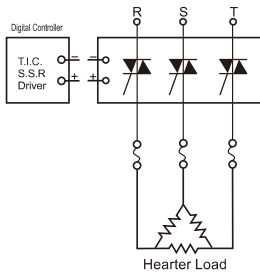 R S T
Digital Controller
T.I.C.
S.S.R
Driver
− −
+ +
Hearter Load